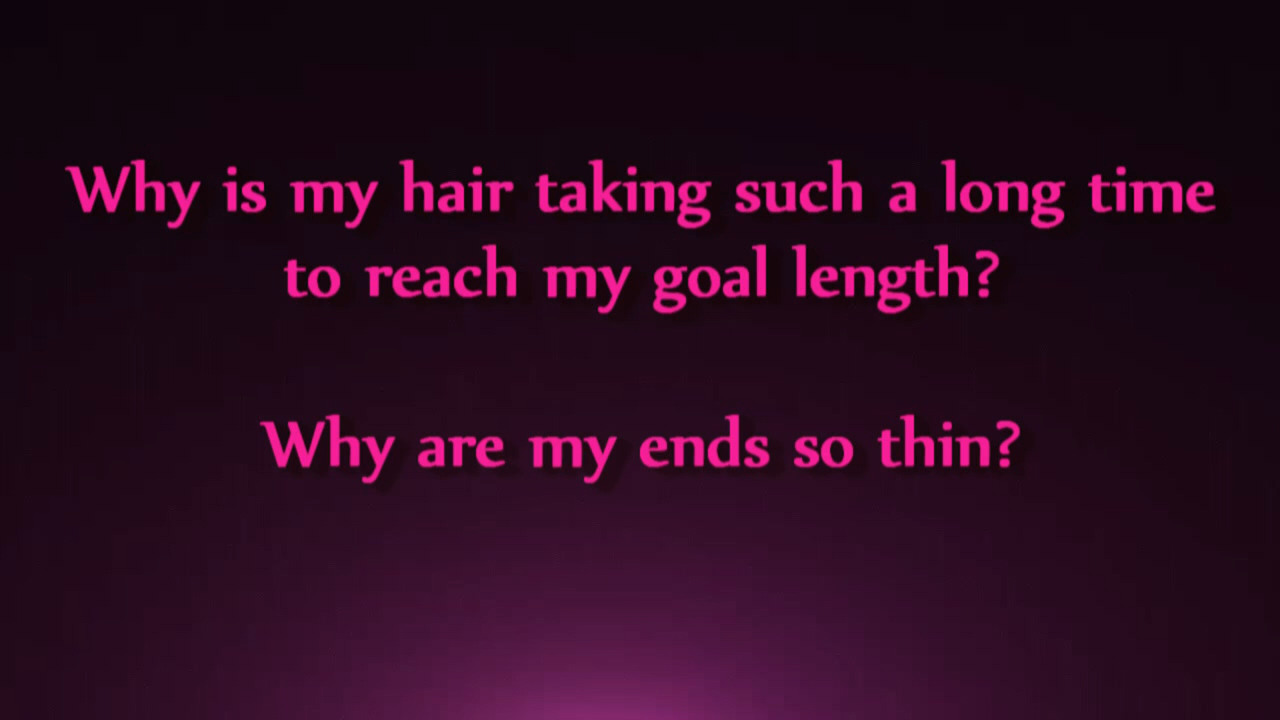 Why is my hair taking such a long time
to reach my goal length?
Why are my ends so thin?